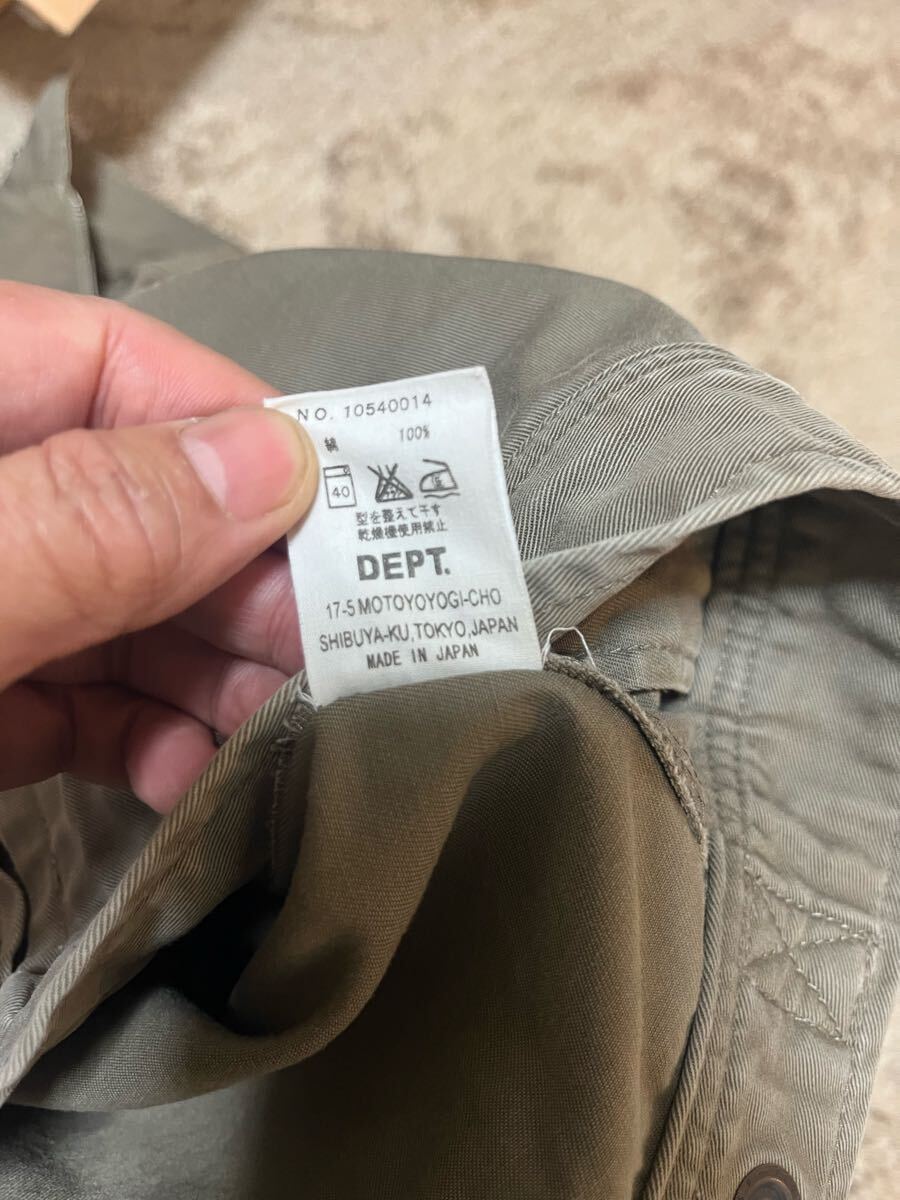 NO. 10540014
綿 100%
40
型を整えて干す
乾燥機使用禁止
DEPT.
17-5 MOTOYOYOGI-CHO
SHIBUYA-KU, TOKYO, JAPAN
MADE IN JAPAN